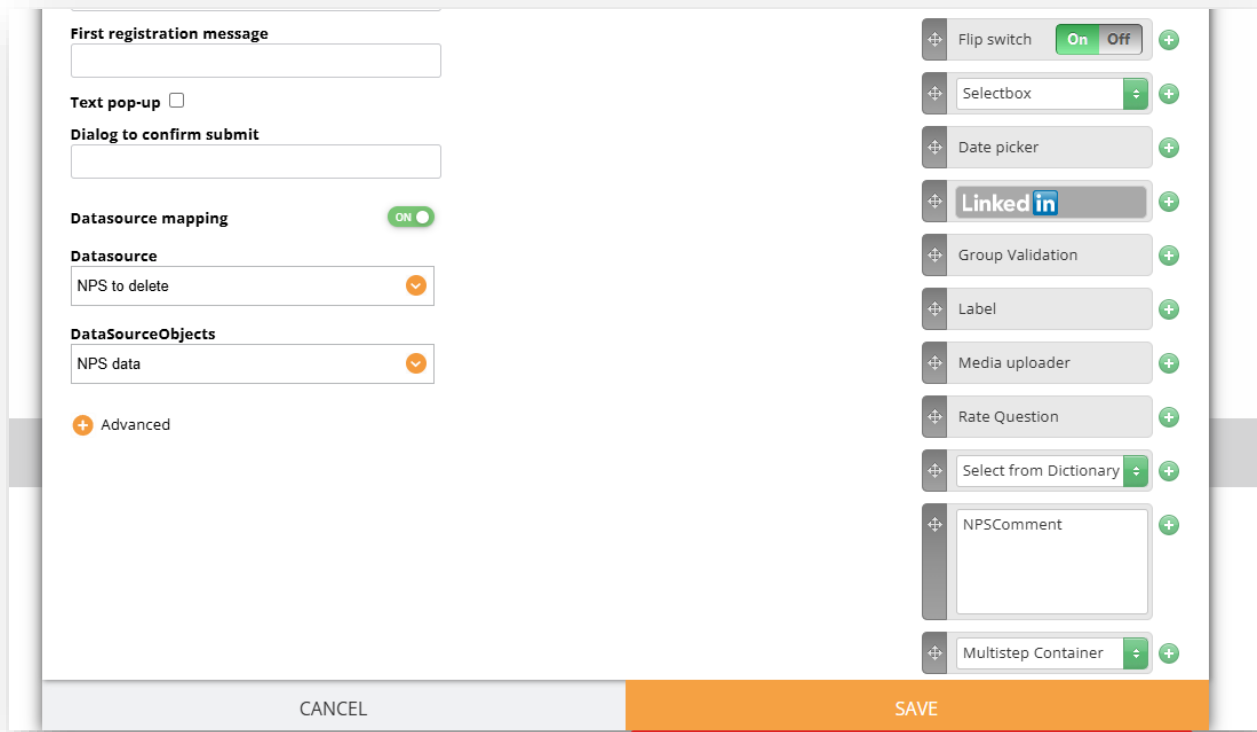 First registration message
Text pop-up
Dialog to confirm submit
Datasource mapping
ON
Datasource
NPS to delete
DataSourceObjects
NPS data
Advanced
Flip switch
On Off
Selectbox
Date picker
Linked in
Group Validation
Label
Media uploader
Rate Question
Select from Dictionary
NPSComment
Multistep Container
CANCEL
SAVE